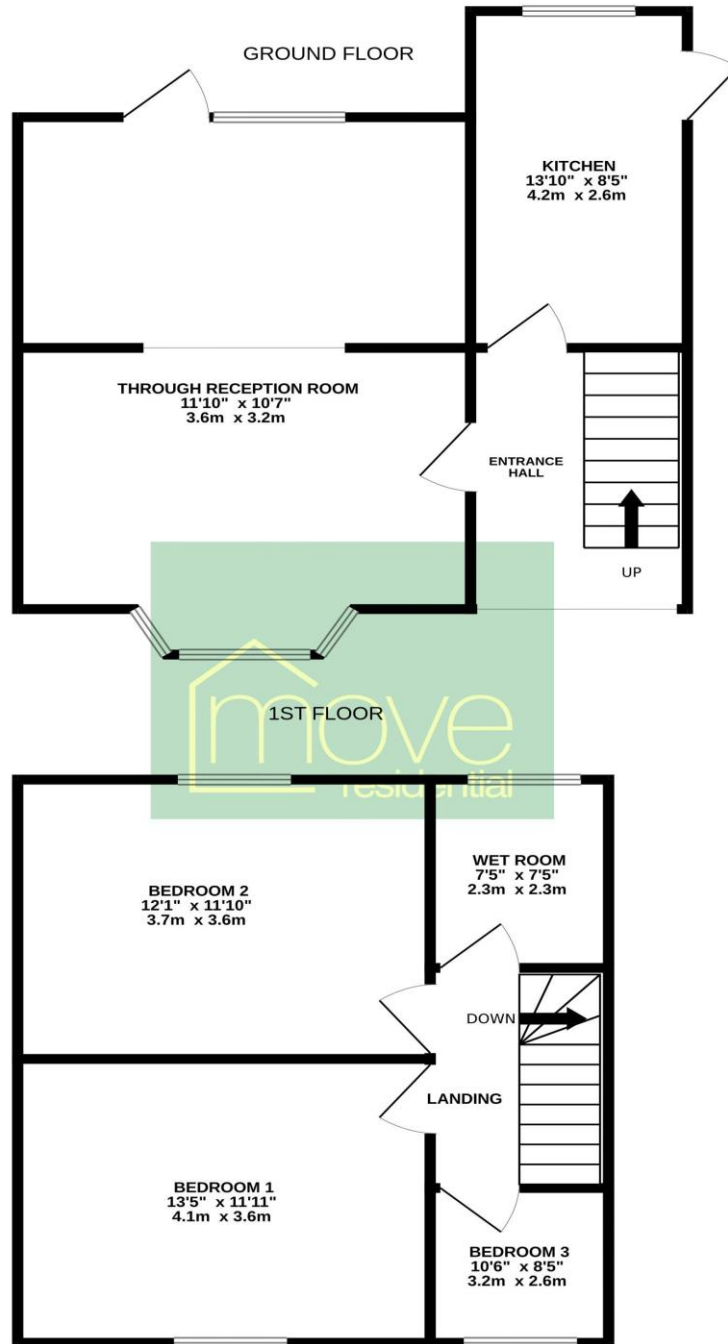 GROUND FLOOR
KITCHEN
13'10" x 8'5"
4.2m x 2.6m
THROUGH RECEPTION ROOM
11'10" x 10'7"
3.6m x 3.2m
ENTRANCE
HALL
UP
move
residential
1ST FLOOR
BEDROOM 2
12'1" x 11'10"
3.7m x 3.6m
WET ROOM
7'5" x 7'5"
2.3m x 2.3m
DOWN
LANDING
BEDROOM 1
13'5" x 11'11"
4.1m x 3.6m
BEDROOM 3
10'6" x 8'5"
3.2m x 2.6m